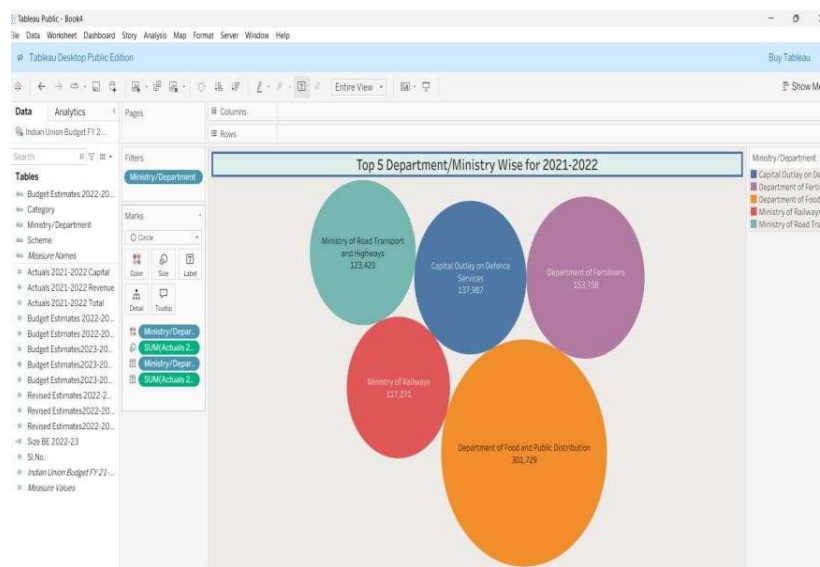 Tableau Public - Book4
File Data Worksheet Dashboard Story Analysis Map Format Server Window Help
Tableau Desktop Public Edition
Buy Tableau
Entire View
Show Me
Data Analytics
Pages
Columns
Indian Union Budget FY 2...
Rows
Search
Filters
Ministry/Department
Tables
Budget Estimates 2022-20...
Category
Ministry/Department
Scheme
Measure Names
Actuals 2021-2022 Capital
Actuals 2021-2022 Revenue
Actuals 2021-2022 Total
Budget Estimates 2022-20...
Budget Estimates 2022-20...
Budget Estimates2023-20...
Budget Estimates2023-20...
Budget Estimates2023-20...
Revised Estimates 2022-2...
Revised Estimates2022-20...
Revised Estimates2022-20...
Size BE 2022-23
Sl.No.
Indian Union Budget FY 21-...
Measure Values
Marks
Circle
Color Size Label
Detail Tooltip
Ministry/Depar..
SUM(Actuals 2..
Ministry/Depar..
SUM(Actuals 2..
Top 5 Department/Ministry Wise for 2021-2022
Ministry of Road Transport
and Highways
123,420
Capital Outlay on Defence
Services
137,987
Department of Fertilisers
153,758
Ministry of Railways
117,271
Department of Food and Public Distribution
301,729
Ministry/Department
Capital Outlay on De
Department of Ferti
Department of Food
Ministry of Railways
Ministry of Road Tra